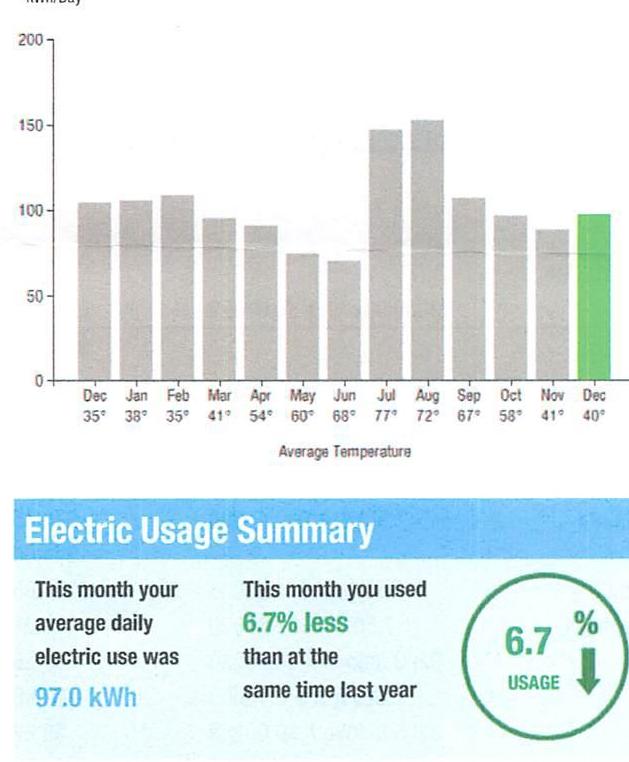 kWh/Day
200
150
100
50
0
Dec Jan Feb Mar Apr May Jun Jul Aug Sep Oct Nov Dec
35° 38° 35° 41° 54° 60° 68° 77° 72° 67° 58° 41° 40°
Average Temperature
Electric Usage Summary
This month your
average daily
electric use was
97.0 kWh
This month you used
6.7% less
than at the
same time last year
6.7 %
USAGE